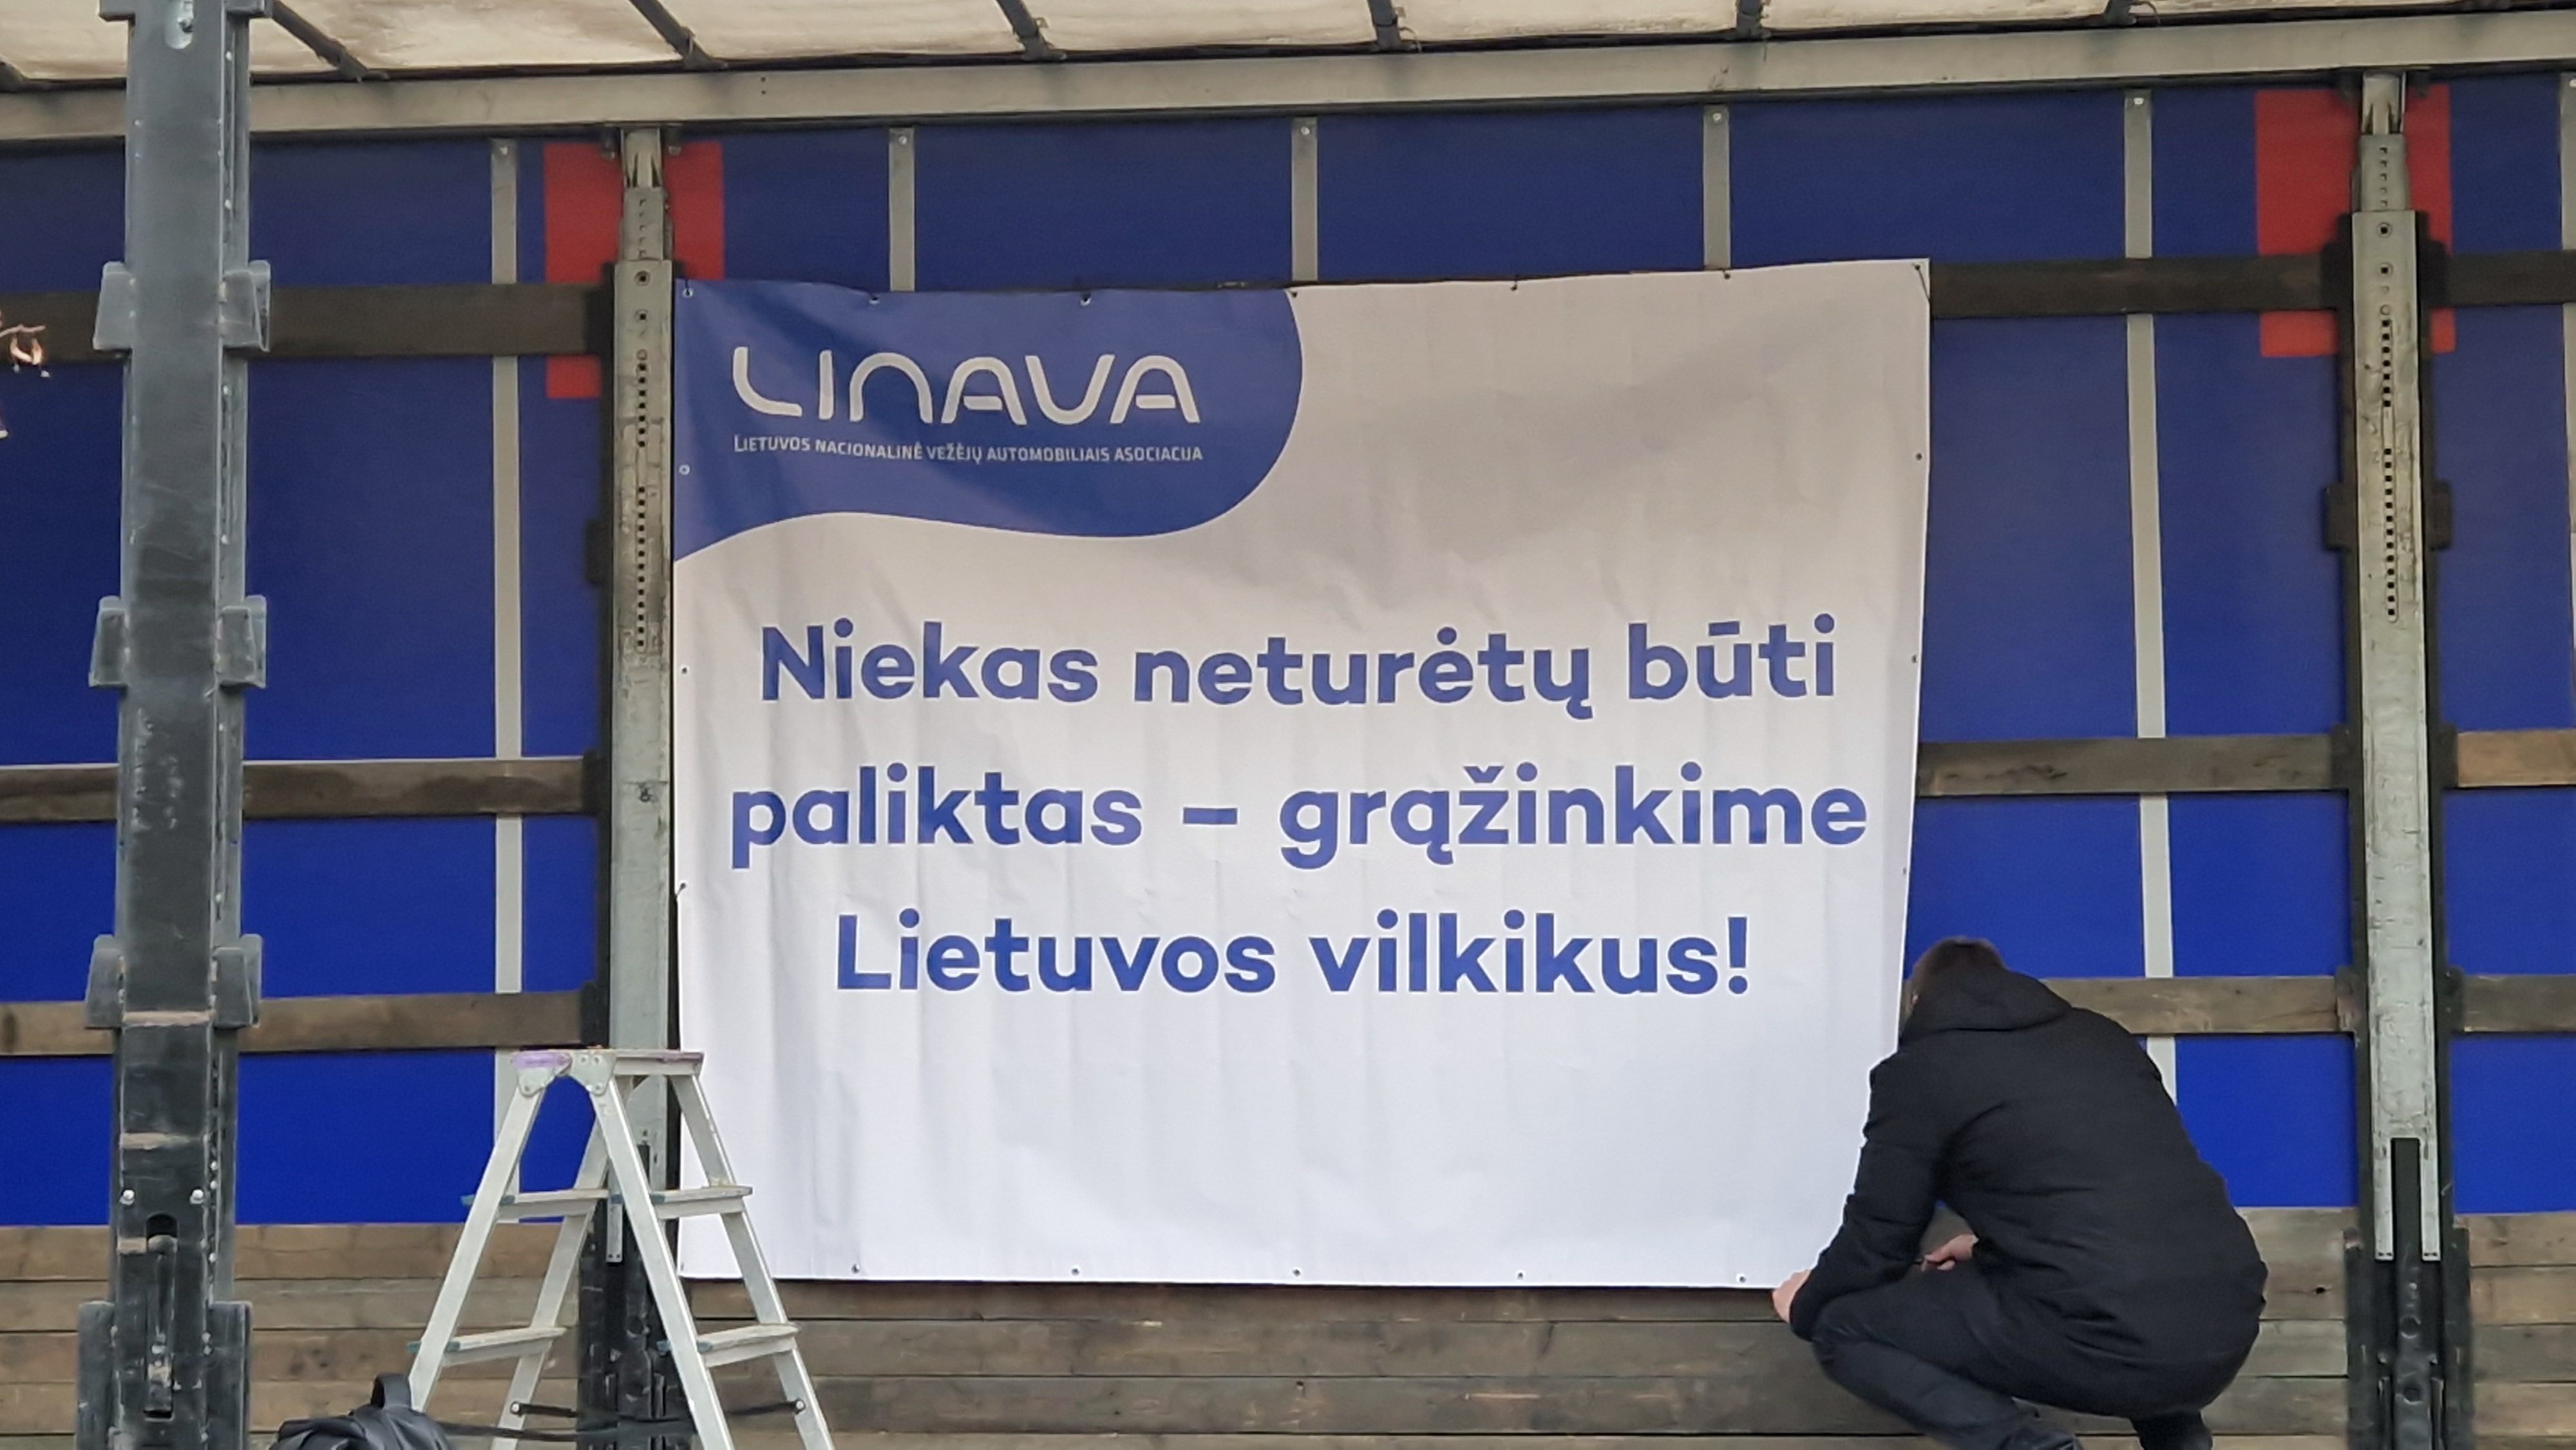 LINAVA
LIETUVOS NACIONALINĖ VEŽĖJŲ AUTOMOBILIAIS ASOCIACIJA
Niekas neturėtų būti
paliktas – grąžinkime
Lietuvos vilkikus!